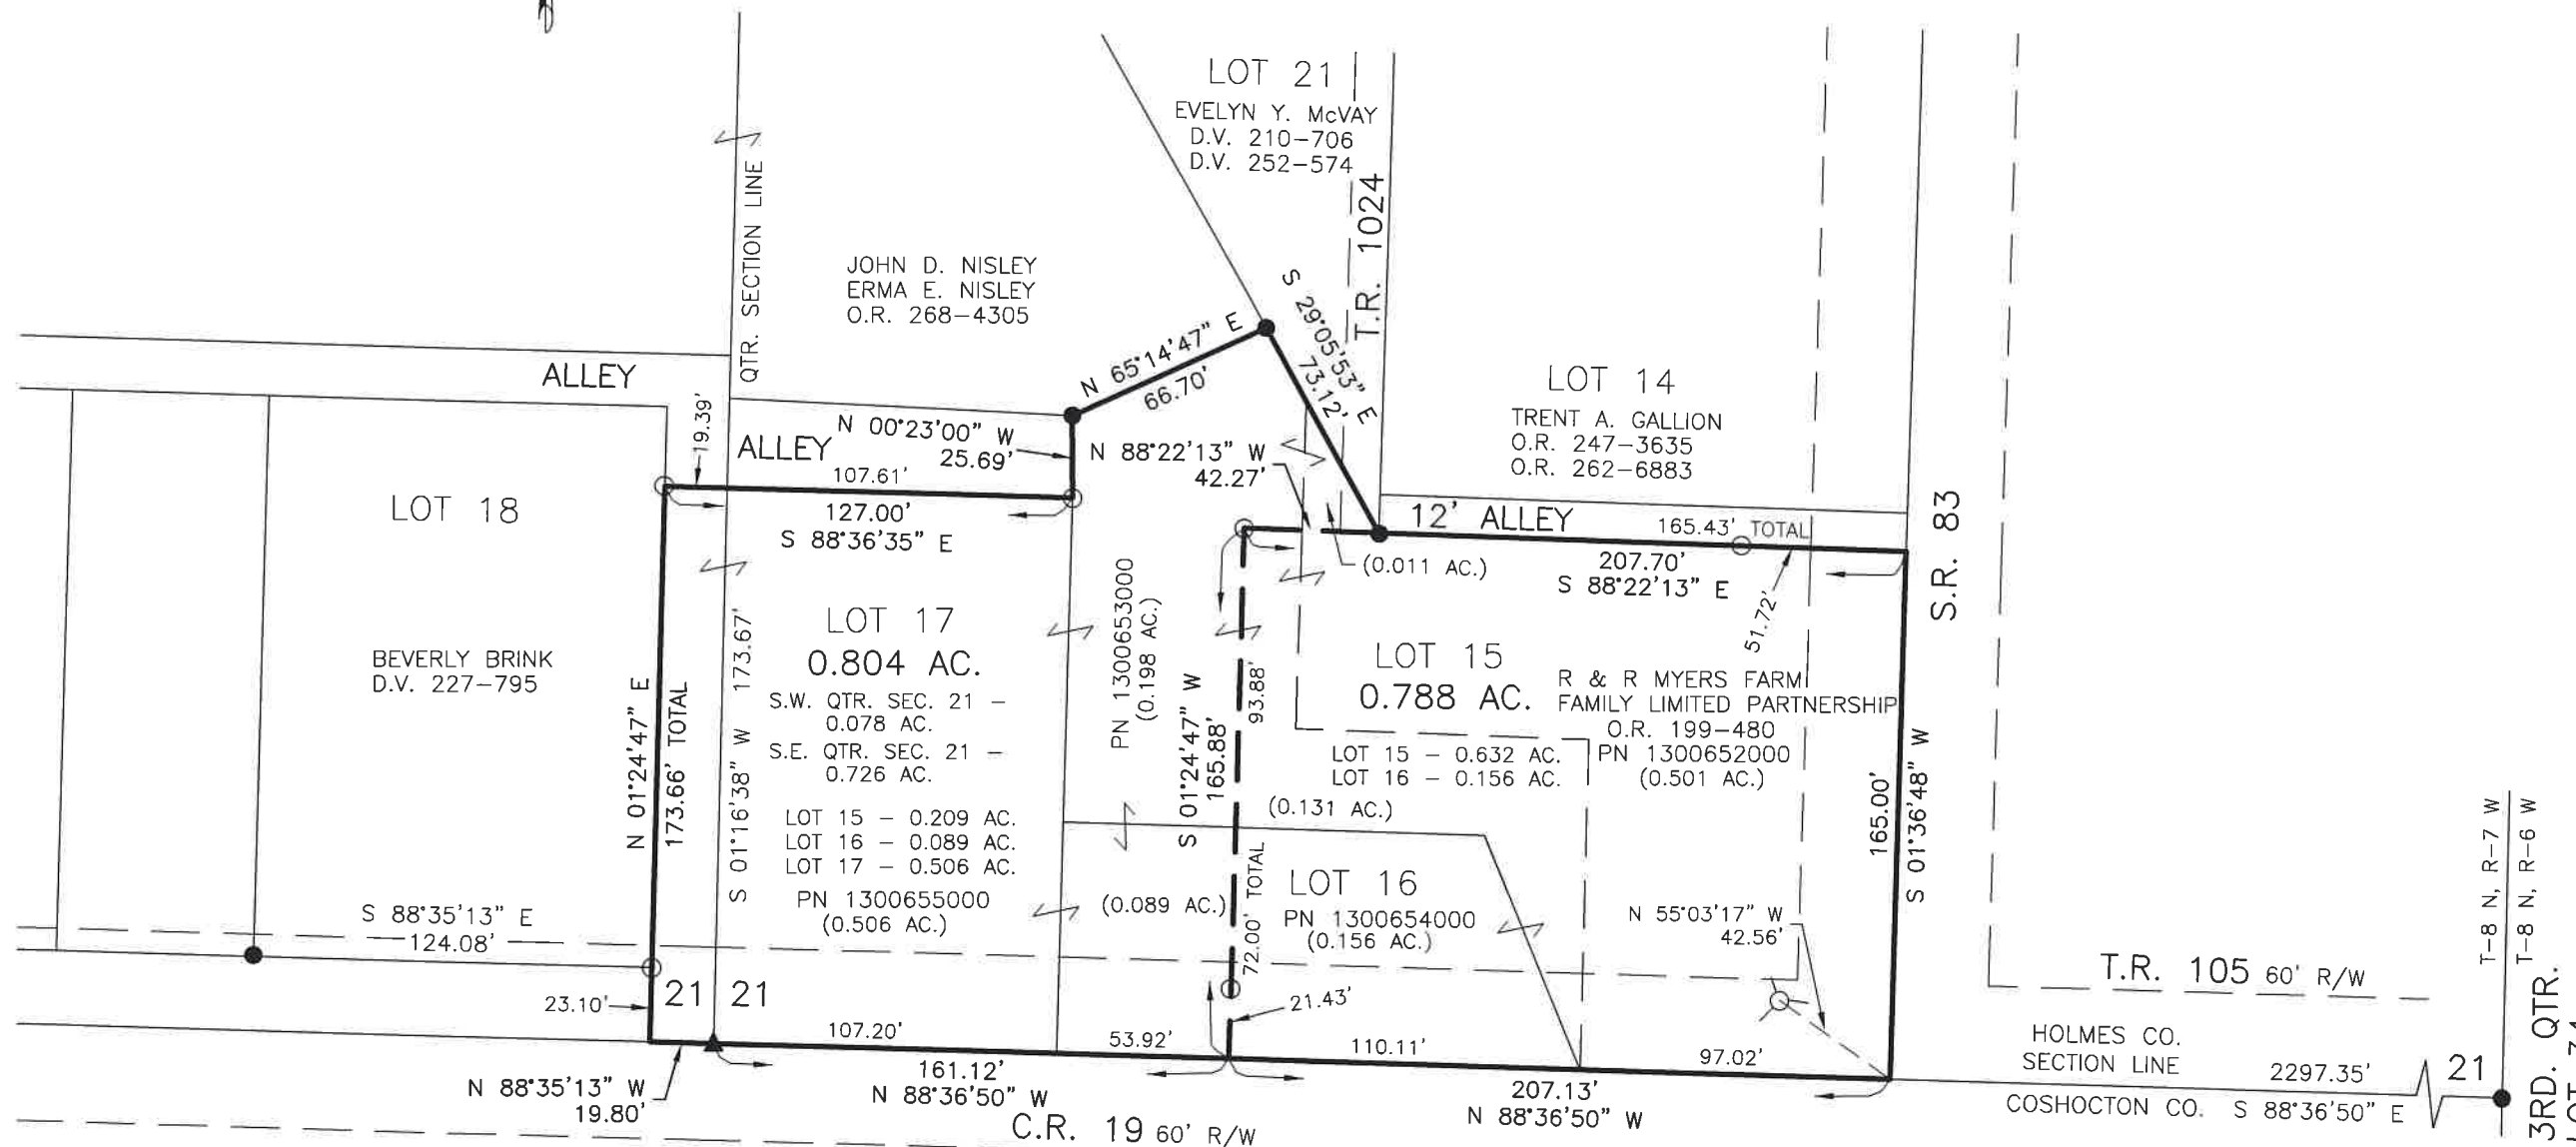 LOT 21
EVELYN Y. McVAY
D.V. 210-706
D.V. 252-574
T.R. 1024
QTR. SECTION LINE
JOHN D. NISLEY
ERMA E. NISLEY
O.R. 268-4305
ALLEY
19.39'
ALLEY
N 00°23'00" W
25.69'
107.61'
127.00'
S 88°36'35" E
N 65°14'47" E
66.70'
S 29°05'53" E
73.12'
N 88°22'13" W
42.27'
LOT 14
TRENT A. GALLION
O.R. 247-3635
O.R. 262-6883
12' ALLEY
165.43' TOTAL
207.70'
S 88°22'13" E
51.72'
(0.011 AC.)
S.R. 83
LOT 18
BEVERLY BRINK
D.V. 227-795
N 01°24'47" E
173.66' TOTAL
S 01°16'38" W 173.67'
LOT 17
0.804 AC.
S.W. QTR. SEC. 21 -
0.078 AC.
S.E. QTR. SEC. 21 -
0.726 AC.
LOT 15 - 0.209 AC.
LOT 16 - 0.089 AC.
LOT 17 - 0.506 AC.
PN 1300655000
(0.506 AC.)
PN 1300653000
(0.198 AC.)
S 01°24'47" W
165.88'
93.88'
72.00' TOTAL
LOT 15
0.788 AC.
R & R MYERS FARM
FAMILY LIMITED PARTNERSHIP
O.R. 199-480
PN 1300652000
(0.501 AC.)
LOT 15 - 0.632 AC.
LOT 16 - 0.156 AC.
(0.131 AC.)
165.00'
S 01°36'48" W
(0.089 AC.)
LOT 16
PN 1300654000
(0.156 AC.)
N 55°03'17" W
42.56'
S 88°35'13" E
124.08'
23.10'
21
21
107.20'
161.12'
N 88°36'50" W
53.92'
21.43'
110.11'
97.02'
207.13'
N 88°36'50" W
N 88°35'13" W
19.80'
C.R. 19 60' R/W
T.R. 105 60' R/W
HOLMES CO.
SECTION LINE
2297.35'
COSHOCTON CO.
S 88°36'50" E
21
T-8 N, R-7 W
T-8 N, R-6 W
3RD. QTR.